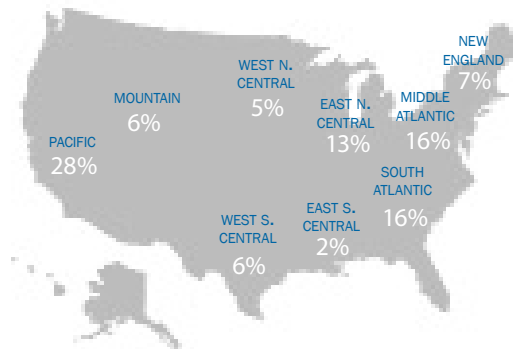 NEW
ENGLAND
7%
WEST N.
CENTRAL
5%
MOUNTAIN
6%
EAST N.
CENTRAL
13%
MIDDLE
ATLANTIC
16%
PACIFIC
28%
SOUTH
ATLANTIC
16%
WEST S.
CENTRAL
6%
EAST S.
CENTRAL
2%